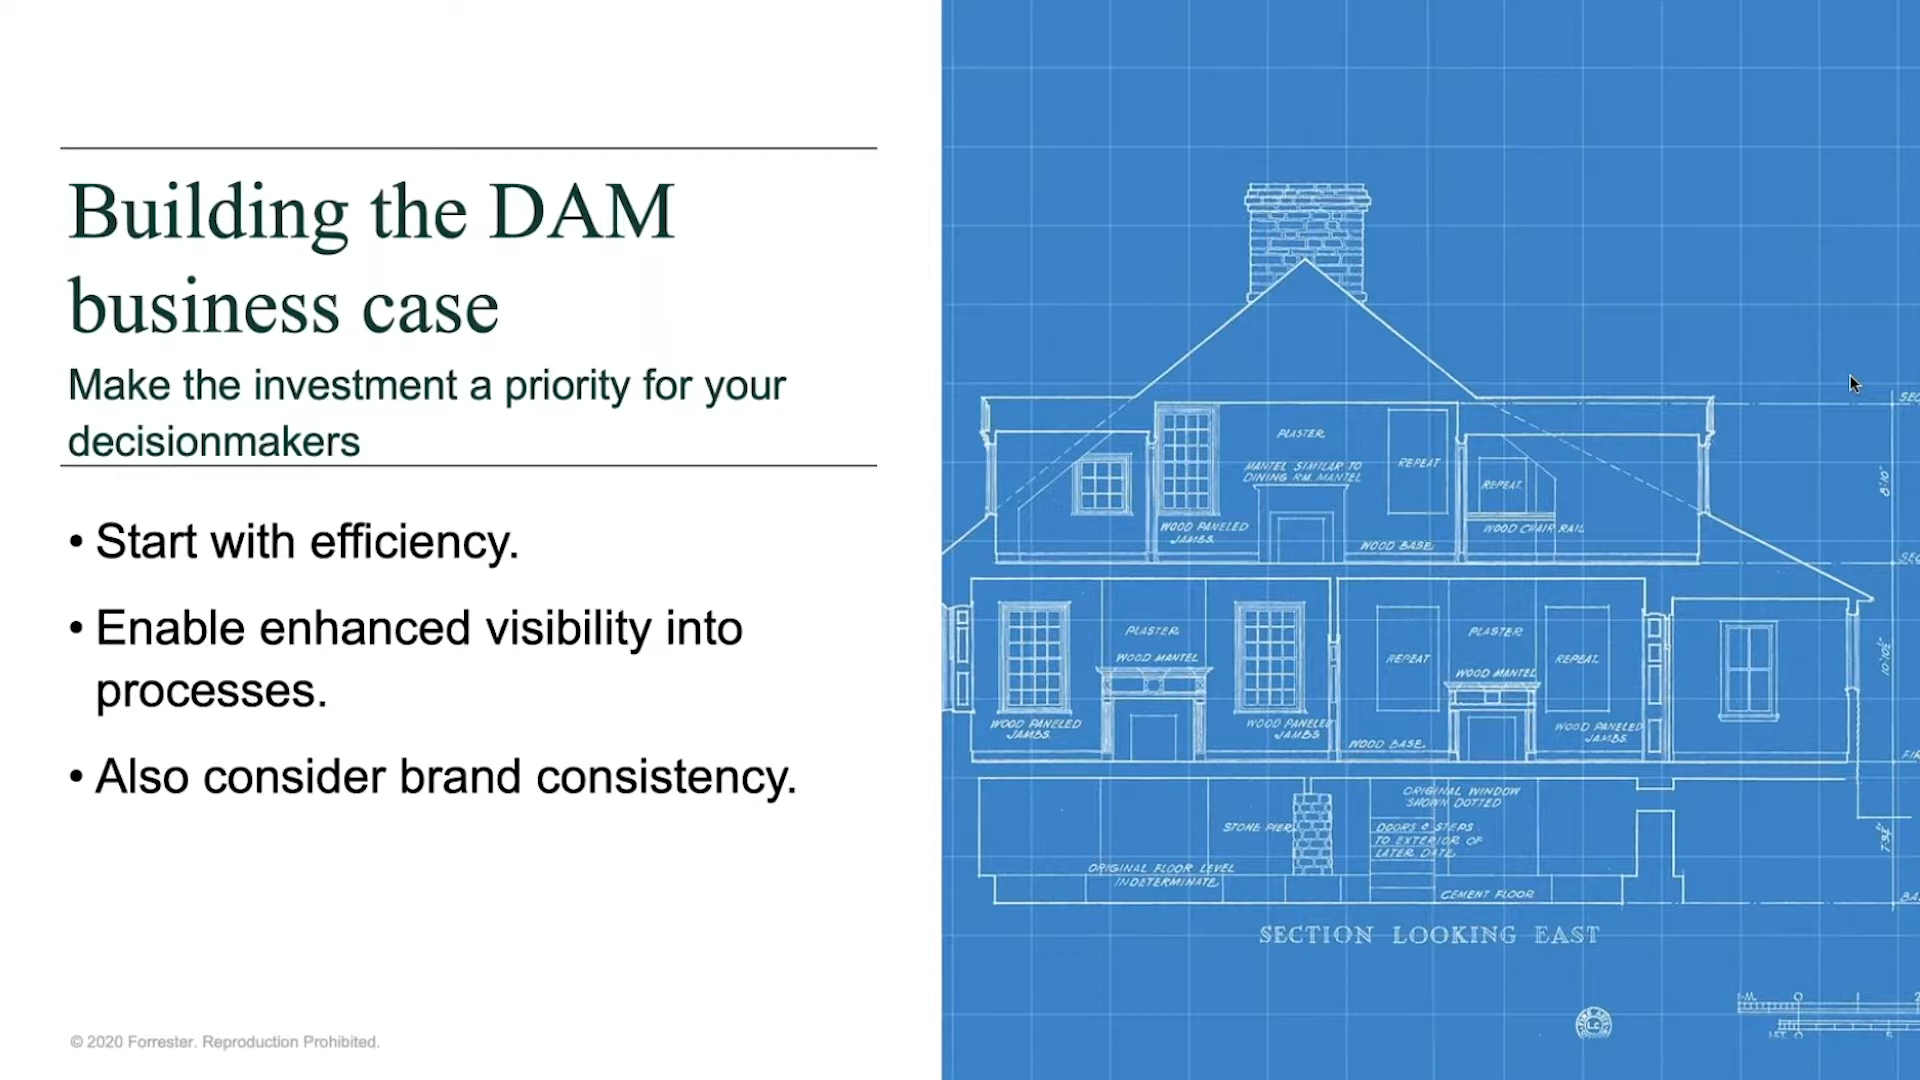 Building the DAM
business case
Make the investment a priority for your
decisionmakers
• Start with efficiency.
• Enable enhanced visibility into
processes.
• Also consider brand consistency.
© 2020 Forrester. Reproduction Prohibited.
PLASTER.
MANTEL SIMILAR TO
DINING RM. MANTEL
REPEAT
REPEAT.
WOOD PANELED
JAMBS.
WOOD BASE.
WOOD CHAIR RAIL
8'10"
PLASTER.
WOOD MANTEL
WOOD PANELED
JAMBS.
WOOD PANELED
JAMBS
PLASTER.
REPEAT
WOOD MANTEL
REPEAT.
WOOD BASE.
WOOD PANELED
JAMBS.
ORIGINAL WINDOW
SHOWN DOTTED
STONE PIER
DOORS & STEPS
TO EXTERIOR OF
LATER DATE.
ORIGINAL FLOOR LEVEL
INDETERMINATE.
CEMENT FLOOR
SECTION LOOKING EAST
LC